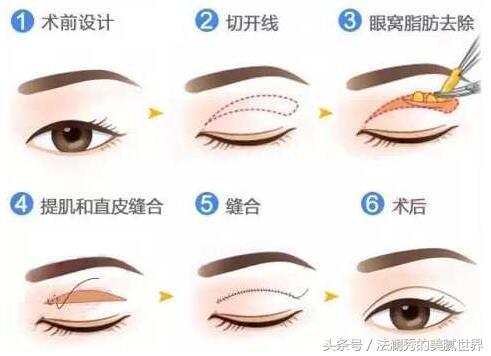 1 术前设计
2 切开线
3 眼窝脂肪去除
4 提肌和直皮缝合
5 缝合
6 术后
头条号／法澜秀的美腻世界